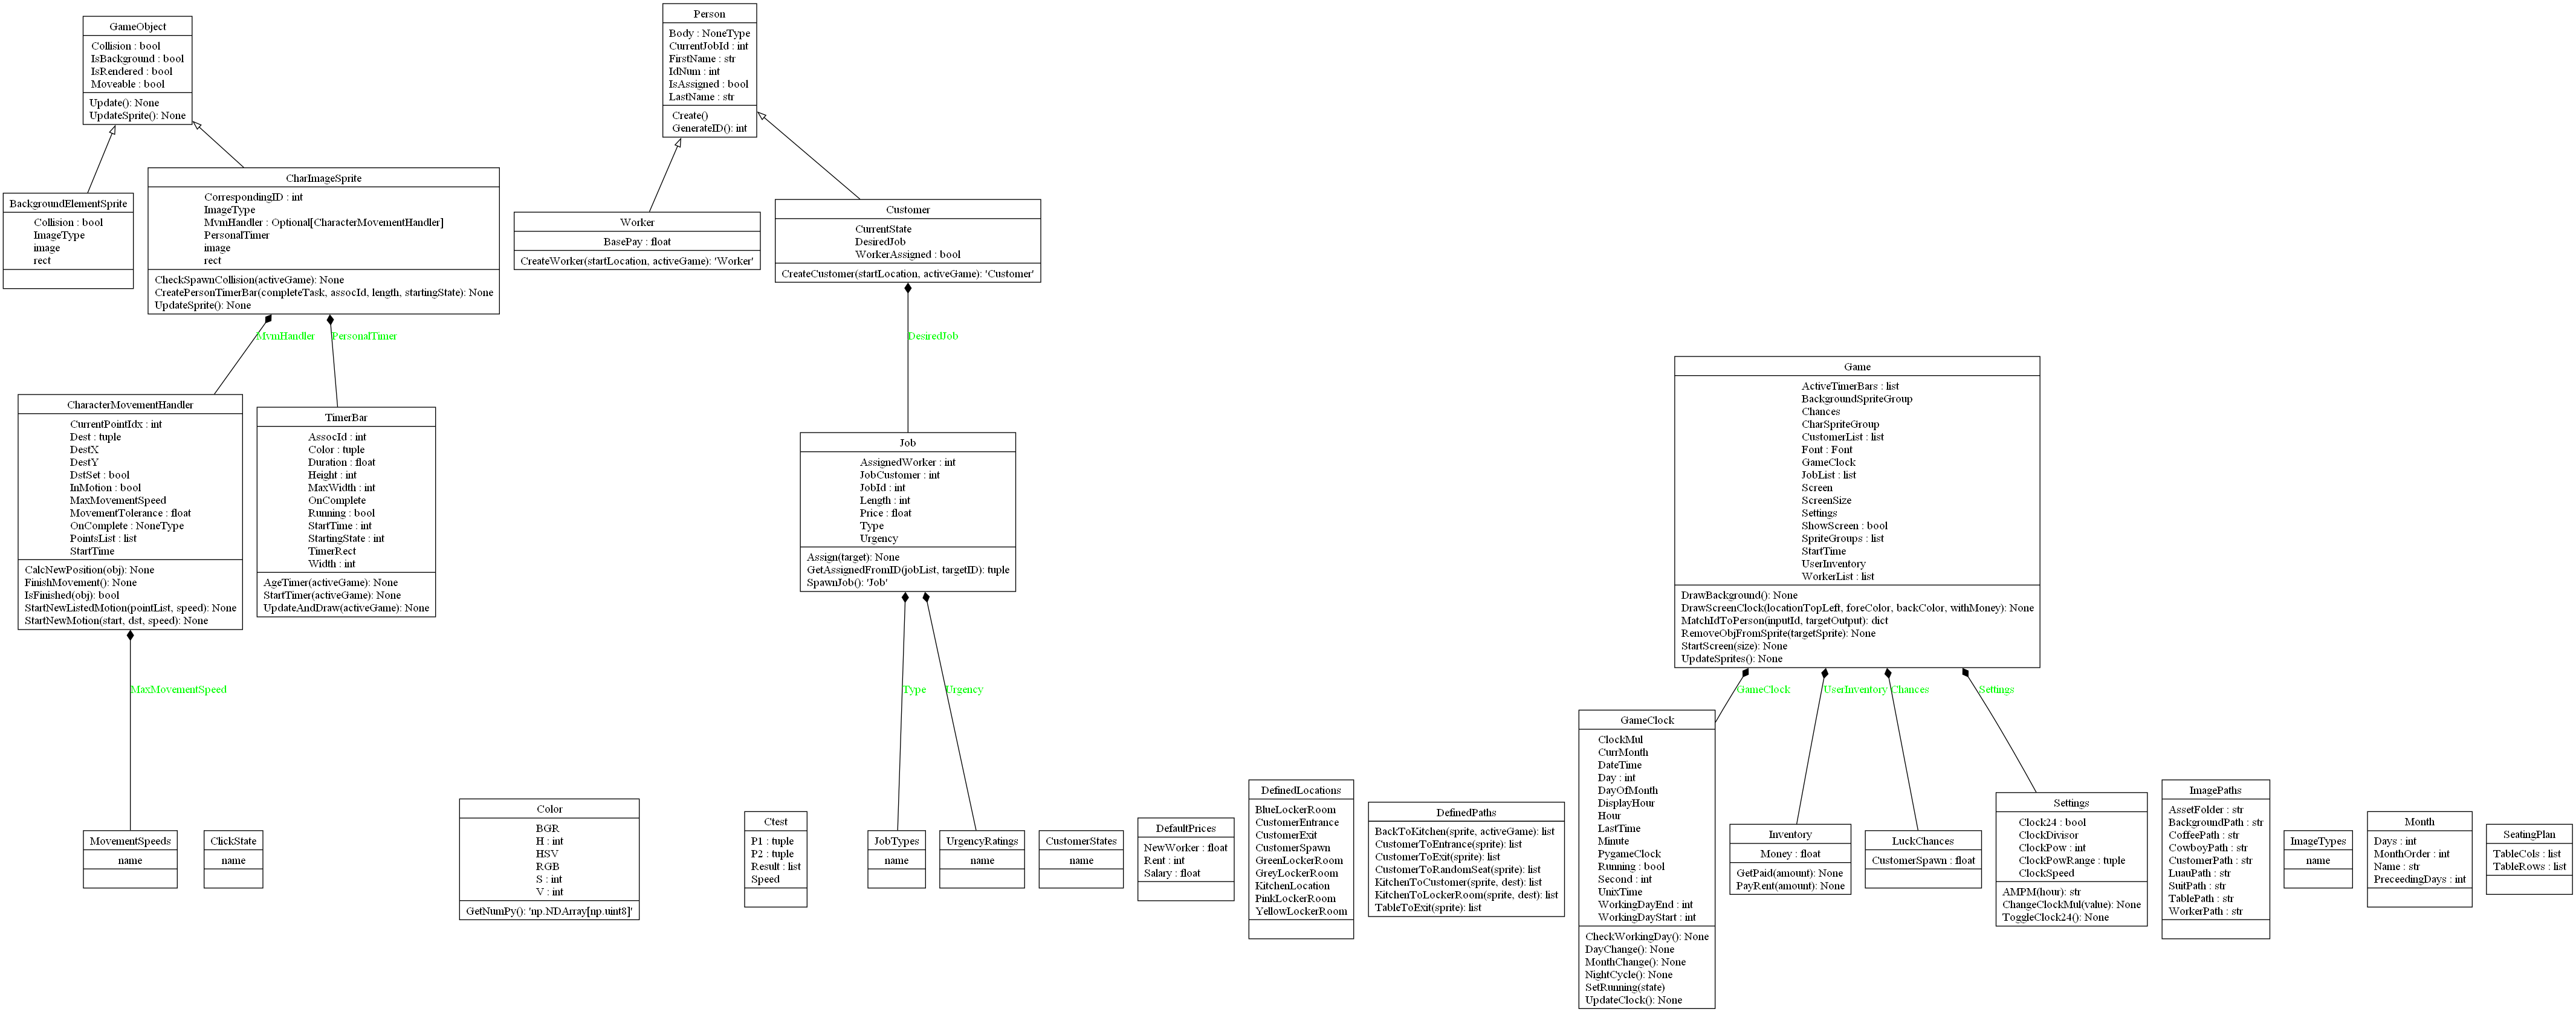 GameObject
Collision : bool
IsBackground : bool
IsRendered : bool
Moveable : bool
Update(): None
UpdateSprite(): None
Person
Body : NoneType
CurrentJobId : int
FirstName : str
IdNum : int
IsAssigned : bool
LastName : str
Create()
GenerateID(): int
BackgroundElementSprite
Collision : bool
ImageType
image
rect
CharImageSprite
CorrespondingID : int
ImageType
MvmHandler : Optional[CharacterMovementHandler]
PersonalTimer
image
rect
CheckSpawnCollision(activeGame): None
CreatePersonTimerBar(completeTask, assocId, length, startingState): None
UpdateSprite(): None
Worker
BasePay : float
CreateWorker(startLocation, activeGame): 'Worker'
Customer
CurrentState
DesiredJob
WorkerAssigned : bool
CreateCustomer(startLocation, activeGame): 'Customer'
MvmHandler
PersonalTimer
DesiredJob
CharacterMovementHandler
CurrentPointIdx : int
Dest : tuple
DestX
DestY
DstSet : bool
InMotion : bool
MaxMovementSpeed
MovementTolerance : float
OnComplete : NoneType
PointsList : list
StartTime
CalcNewPosition(obj): None
FinishMovement(): None
IsFinished(obj): bool
StartNewListedMotion(pointList, speed): None
StartNewMotion(start, dst, speed): None
TimerBar
AssocId : int
Color : tuple
Duration : float
Height : int
MaxWidth : int
OnComplete
Running : bool
StartTime : int
StartingState : int
TimerRect
Width : int
AgeTimer(activeGame): None
StartTimer(activeGame): None
UpdateAndDraw(activeGame): None
Job
AssignedWorker : int
JobCustomer : int
JobId : int
Length : int
Price : float
Type
Urgency
Assign(target): None
GetAssignedFromID(jobList, targetID): tuple
SpawnJob(): 'Job'
Game
ActiveTimerBars : list
BackgroundSpriteGroup
Chances
CharSpriteGroup
CustomerList : list
Font : Font
GameClock
JobList : list
Screen
ScreenSize
Settings
ShowScreen : bool
SpriteGroups : list
StartTime
UserInventory
WorkerList : list
DrawBackground(): None
DrawScreenClock(locationTopLeft, foreColor, backColor, withMoney): None
MatchIdToPerson(inputId, targetOutput): dict
RemoveObjFromSprite(targetSprite): None
StartScreen(size): None
UpdateSprites(): None
MaxMovementSpeed
Type
Urgency
GameClock
UserInventory
Chances
Settings
MovementSpeeds
name
ClickState
name
Color
BGR
H : int
HSV
RGB
S : int
V : int
GetNumPy(): 'np.NDArray[np.uint8]'
Ctest
P1 : tuple
P2 : tuple
Result : list
Speed
JobTypes
name
UrgencyRatings
name
CustomerStates
name
DefaultPrices
NewWorker : float
Rent : int
Salary : float
DefinedLocations
BlueLockerRoom
CustomerEntrance
CustomerExit
CustomerSpawn
GreenLockerRoom
GreyLockerRoom
KitchenLocation
PinkLockerRoom
YellowLockerRoom
DefinedPaths
BackToKitchen(sprite, activeGame): list
CustomerToEntrance(sprite): list
CustomerToExit(sprite): list
CustomerToRandomSeat(sprite): list
KitchenToCustomer(sprite, dest): list
KitchenToLockerRoom(sprite, dest): list
TableToExit(sprite): list
GameClock
ClockMul
CurrMonth
DateTime
Day : int
DayOfMonth
DisplayHour
Hour
LastTime
Minute
PygameClock
Running : bool
Second : int
UnixTime
WorkingDayEnd : int
WorkingDayStart : int
CheckWorkingDay(): None
DayChange(): None
MonthChange(): None
NightCycle(): None
SetRunning(state)
UpdateClock(): None
Inventory
Money : float
GetPaid(amount): None
PayRent(amount): None
LuckChances
CustomerSpawn : float
Settings
Clock24 : bool
ClockDivisor
ClockPow : int
ClockPowRange : tuple
ClockSpeed
AMPM(hour): str
ChangeClockMul(value): None
ToggleClock24(): None
ImagePaths
AssetFolder : str
BackgroundPath : str
CoffeePath : str
CowboyPath : str
CustomerPath : str
LuauPath : str
SuitPath : str
TablePath : str
WorkerPath : str
ImageTypes
name
Month
Days : int
MonthOrder : int
Name : str
PreceedingDays : int
SeatingPlan
TableCols : list
TableRows : list